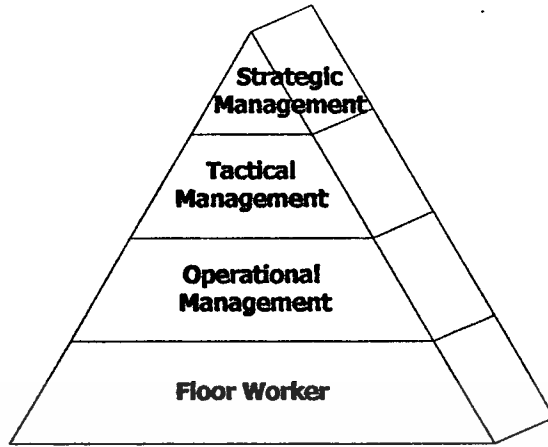 Strategic
Management
Tactical
Management
Operational
Management
Floor Worker